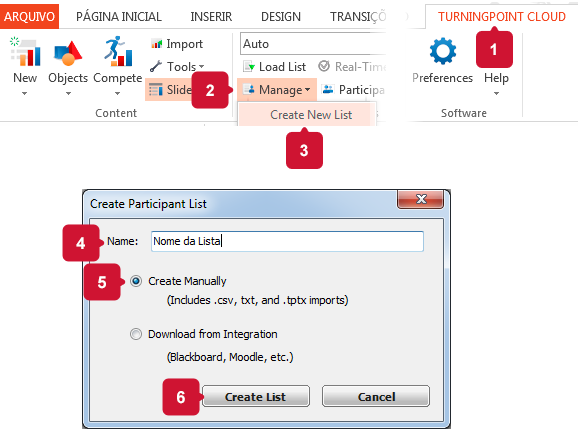 ARQUIVO PÁGINA INICIAL INSERIR DESIGN TRANSIÇÕ TURNINGPOINT CLOUD
1
Import Auto
Tools Load List Real-Time
New Objects Compete Slide 2 Manage Participa Preferences Help
Create New List
Content Software
3
Create Participant List
4 Name: Nome da Lista
5 Create Manually
(Includes .csv, txt, and .tptx imports)
Download from Integration
(Blackboard, Moodle, etc.)
6 Create List Cancel